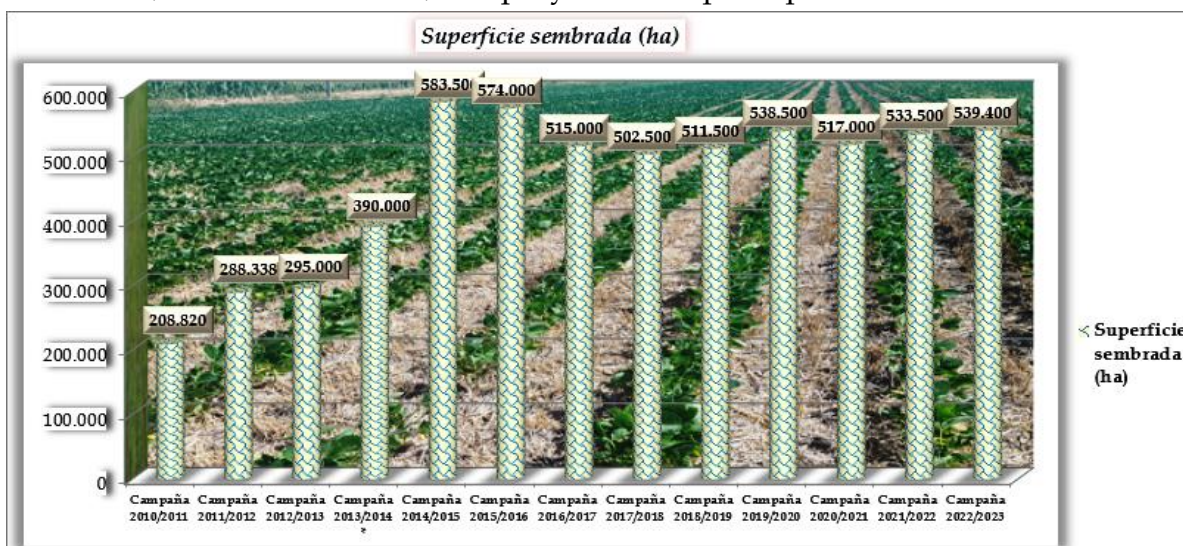 Superficie sembrada (ha)
600.000
500.000
400.000
300.000
200.000
100.000
0
208.820
288.338
295.000
390.000
583.500
574.000
515.000
502.500
511.500
538.500
517.000
533.500
539.400
Campaña 2010/2011
Campaña 2011/2012
Campaña 2012/2013
Campaña 2013/2014
*
Campaña 2014/2015
Campaña 2015/2016
Campaña 2016/2017
Campaña 2017/2018
Campaña 2018/2019
Campaña 2019/2020
Campaña 2020/2021
Campaña 2021/2022
Campaña 2022/2023
Superficie
sembrada
(ha)